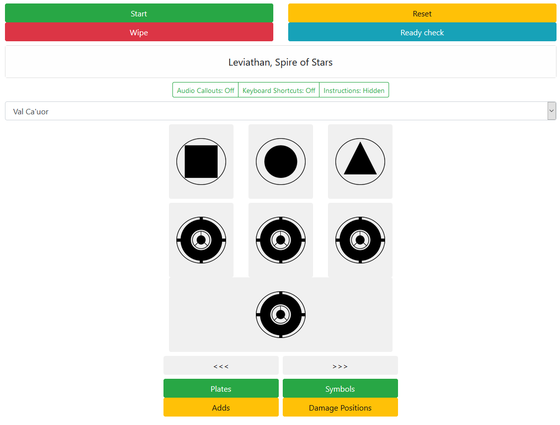 Start
Reset
Wipe
Ready check
Leviathan, Spire of Stars
Audio Callouts: Off
Keyboard Shortcuts: Off
Instructions: Hidden
Val Ca'uor
<<<
>>>
Plates
Symbols
Adds
Damage Positions